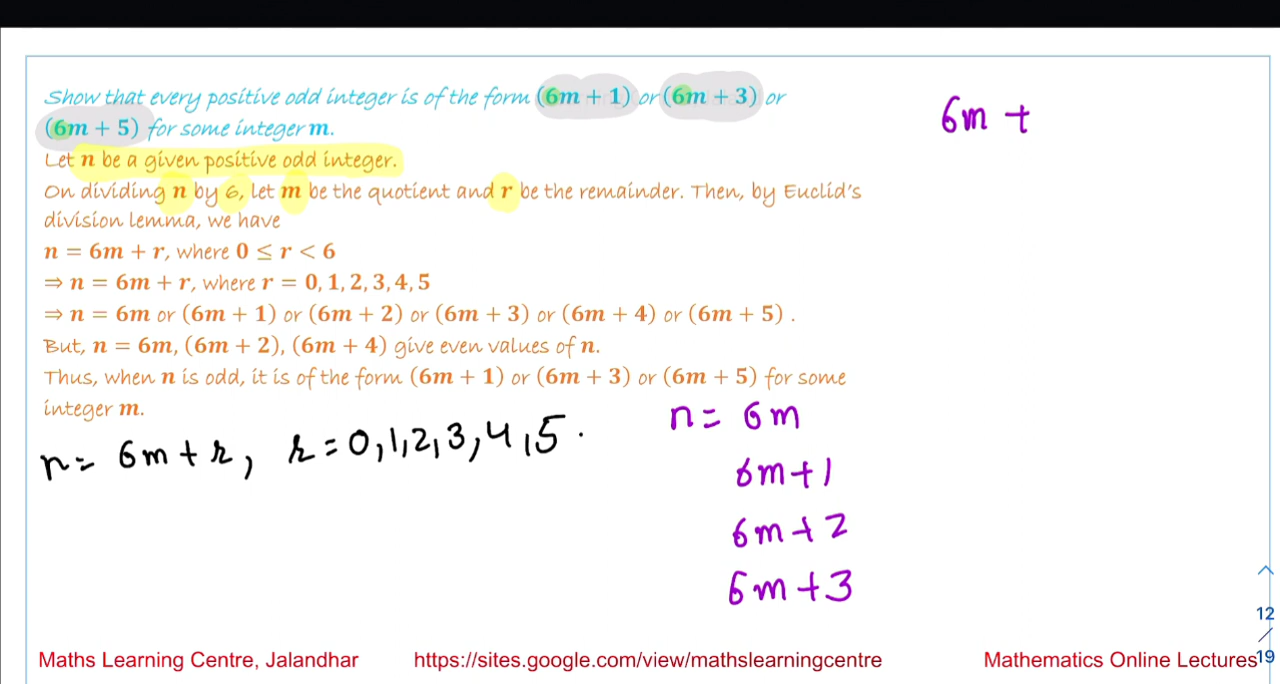 Show that every positive odd integer is of the form (6m + 1) or (6m + 3) or
(6m + 5) for some integer m.
Let n be a given positive odd integer.
On dividing n by 6, let m be the quotient and r be the remainder. Then, by Euclid's
division lemma, we have
n = 6m + r, where 0 ≤ r < 6
⇒ n = 6m + r, where r = 0, 1, 2, 3, 4, 5
⇒ n = 6m or (6m + 1) or (6m + 2) or (6m + 3) or (6m + 4) or (6m + 5) .
But, n = 6m, (6m + 2), (6m + 4) give even values of n.
Thus, when n is odd, it is of the form (6m + 1) or (6m + 3) or (6m + 5) for some
integer m.
n = 6m + r, r = 0, 1, 2, 3, 4, 5.
6m +
n = 6m
6m + 1
6m + 2
6m + 3
12
/
19
Maths Learning Centre, Jalandhar
https://sites.google.com/view/mathslearningcentre
Mathematics Online Lectures